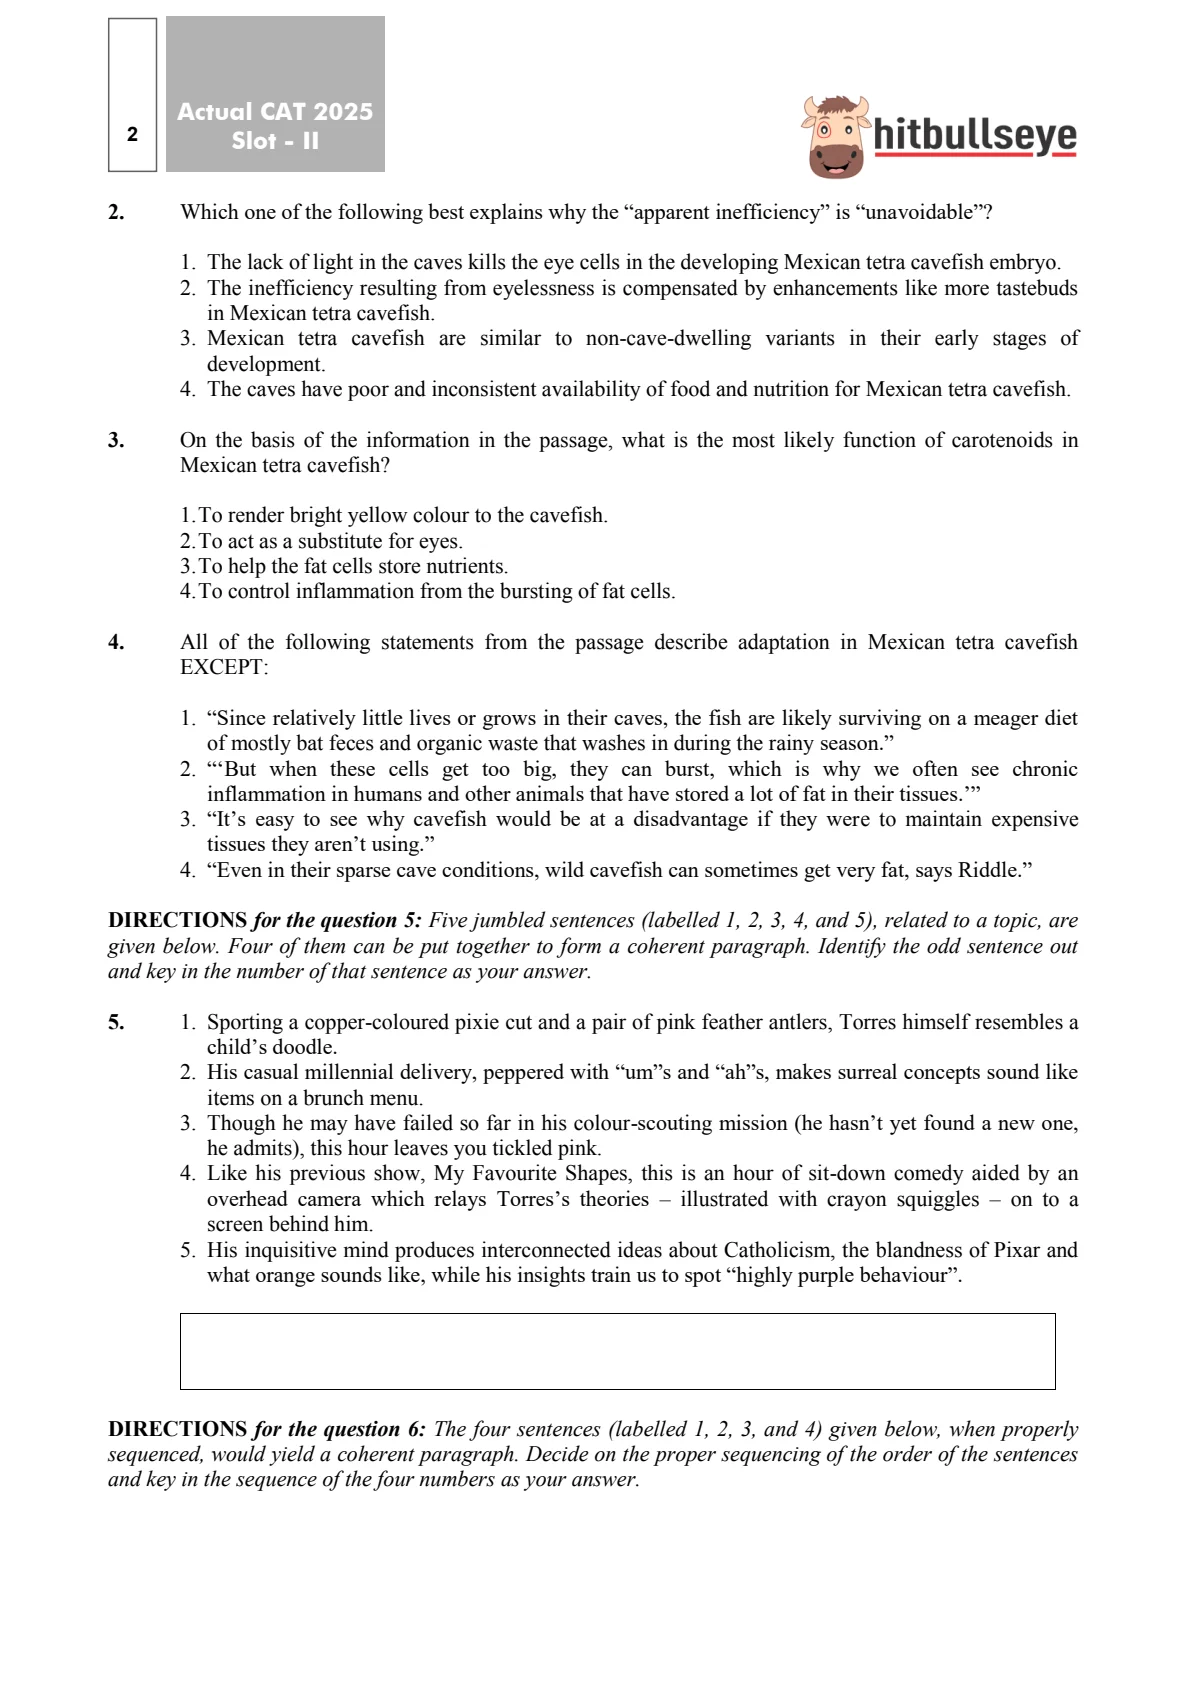 2
Actual CAT 2025
Slot - II
hitbullseye
2. Which one of the following best explains why the “apparent inefficiency” is “unavoidable”?
1. The lack of light in the caves kills the eye cells in the developing Mexican tetra cavefish embryo.
2. The inefficiency resulting from eyelessness is compensated by enhancements like more tastebuds
in Mexican tetra cavefish.
3. Mexican tetra cavefish are similar to non-cave-dwelling variants in their early stages of
development.
4. The caves have poor and inconsistent availability of food and nutrition for Mexican tetra cavefish.
3. On the basis of the information in the passage, what is the most likely function of carotenoids in
Mexican tetra cavefish?
1.To render bright yellow colour to the cavefish.
2.To act as a substitute for eyes.
3.To help the fat cells store nutrients.
4.To control inflammation from the bursting of fat cells.
4. All of the following statements from the passage describe adaptation in Mexican tetra cavefish
EXCEPT:
1. “Since relatively little lives or grows in their caves, the fish are likely surviving on a meager diet
of mostly bat feces and organic waste that washes in during the rainy season.”
2. “‘But when these cells get too big, they can burst, which is why we often see chronic
inflammation in humans and other animals that have stored a lot of fat in their tissues.’”
3. “It’s easy to see why cavefish would be at a disadvantage if they were to maintain expensive
tissues they aren’t using.”
4. “Even in their sparse cave conditions, wild cavefish can sometimes get very fat, says Riddle.”
DIRECTIONS for the question 5: Five jumbled sentences (labelled 1, 2, 3, 4, and 5), related to a topic, are
given below. Four of them can be put together to form a coherent paragraph. Identify the odd sentence out
and key in the number of that sentence as your answer.
5. 1. Sporting a copper-coloured pixie cut and a pair of pink feather antlers, Torres himself resembles a
child’s doodle.
2. His casual millennial delivery, peppered with “um”s and “ah”s, makes surreal concepts sound like
items on a brunch menu.
3. Though he may have failed so far in his colour-scouting mission (he hasn’t yet found a new one,
he admits), this hour leaves you tickled pink.
4. Like his previous show, My Favourite Shapes, this is an hour of sit-down comedy aided by an
overhead camera which relays Torres’s theories – illustrated with crayon squiggles – on to a
screen behind him.
5. His inquisitive mind produces interconnected ideas about Catholicism, the blandness of Pixar and
what orange sounds like, while his insights train us to spot “highly purple behaviour”.
DIRECTIONS for the question 6: The four sentences (labelled 1, 2, 3, and 4) given below, when properly
sequenced, would yield a coherent paragraph. Decide on the proper sequencing of the order of the sentences
and key in the sequence of the four numbers as your answer.